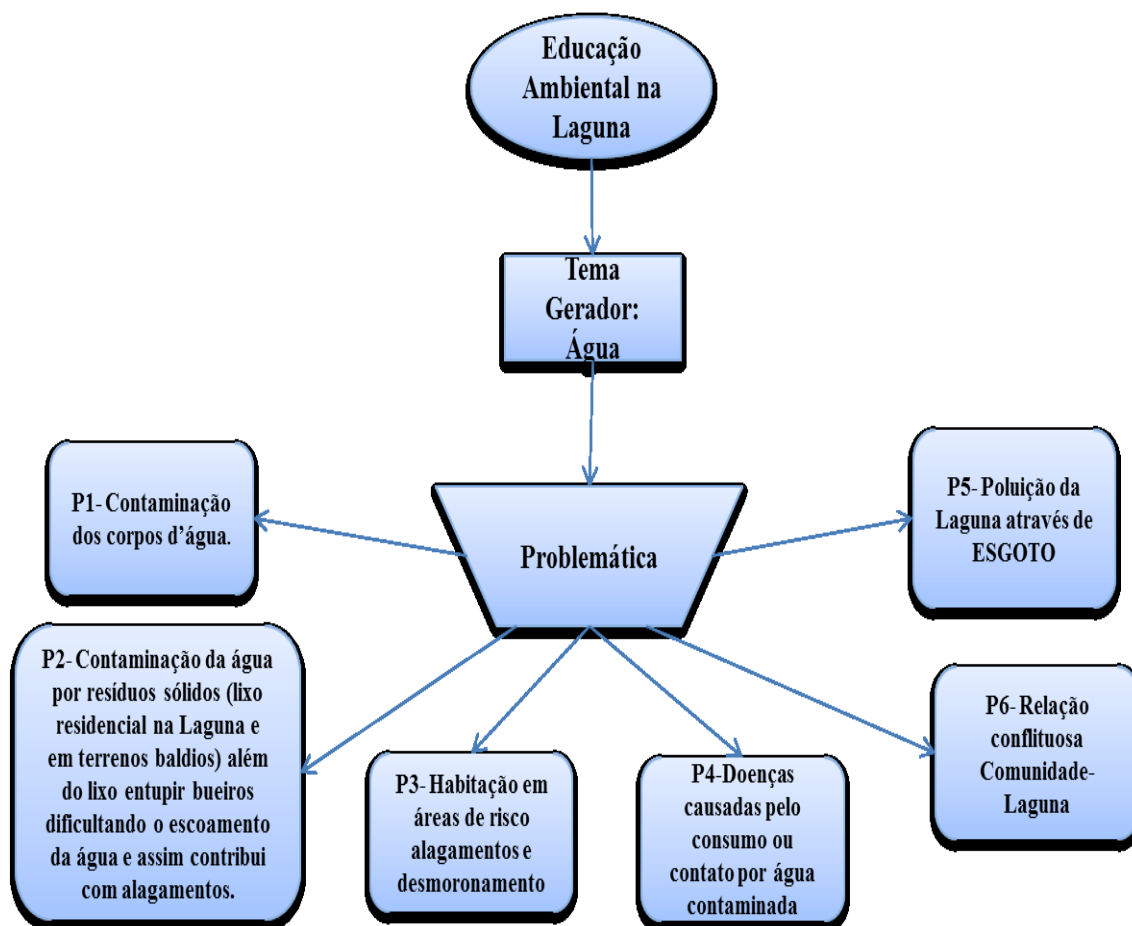 Educação
Ambiental na
Laguna
Tema
Gerador:
Água
Problemática
P1- Contaminação
dos corpos d’água.
P2- Contaminação da água
por resíduos sólidos (lixo
residencial na Laguna e
em terrenos baldios) além
do lixo entupir bueiros
dificultando o escoamento
da água e assim contribui
com alagamentos.
P3- Habitação em
áreas de risco
alagamentos e
desmoronamento
P4-Doenças
causadas pelo
consumo ou
contato por água
contaminada
P5- Poluição da
Laguna através de
ESGOTO
P6- Relação
conflituosa
Comunidade-
Laguna